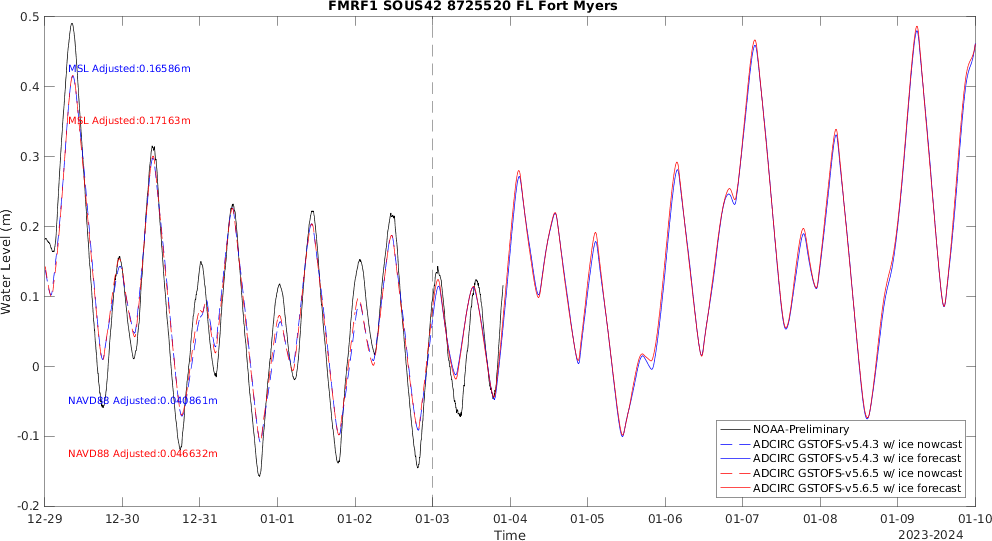 FMRF1 SOUS42 8725520 FL Fort Myers
0.5
0.4
0.3
0.2
0.1
0
-0.1
-0.2
Water Level (m)
MSL Adjusted:0.16586m
MSL Adjusted:0.17163m
NAVD88 Adjusted:0.040861m
NAVD88 Adjusted:0.046632m
NOAA-Preliminary
ADCIRC GSTOFS-v5.4.3 w/ ice nowcast
ADCIRC GSTOFS-v5.4.3 w/ ice forecast
ADCIRC GSTOFS-v5.6.5 w/ ice nowcast
ADCIRC GSTOFS-v5.6.5 w/ ice forecast
12-29 12-30 12-31 01-01 01-02 01-03 01-04 01-05 01-06 01-07 01-08 01-09 01-10
Time
2023-2024